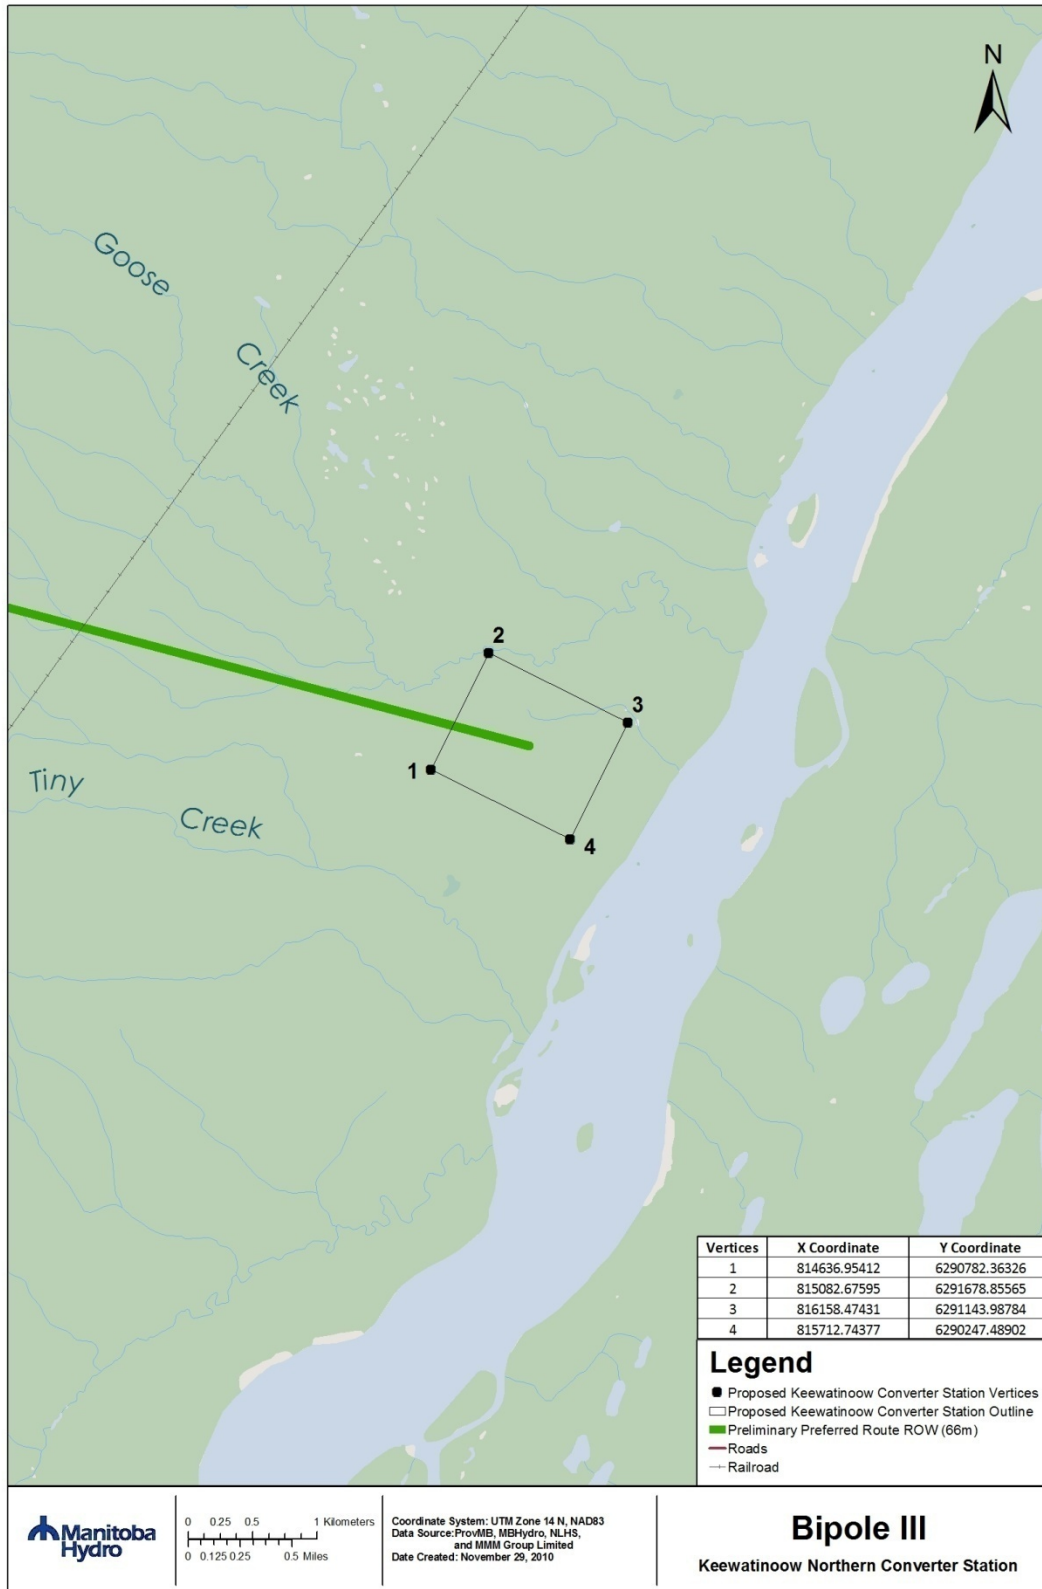 N
Goose
Creek
2
3
1
4
Tiny
Creek
Vertices X Coordinate Y Coordinate
1 814636.95412 6290782.36326
2 815082.67595 6291678.85565
3 816158.47431 6291143.98784
4 815712.74377 6290247.48902
Legend
Proposed Keewatinoow Converter Station Vertices
Proposed Keewatinoow Converter Station Outline
Preliminary Preferred Route ROW (66m)
Roads
Railroad
Manitoba
Hydro
0 0.25 0.5 1 Kilometers
0 0.125 0.25 0.5 Miles
Coordinate System: UTM Zone 14 N, NAD83
Data Source:ProvMB, MBHydro, NLHS,
and MMM Group Limited
Date Created: November 29, 2010
Bipole III
Keewatinoow Northern Converter Station